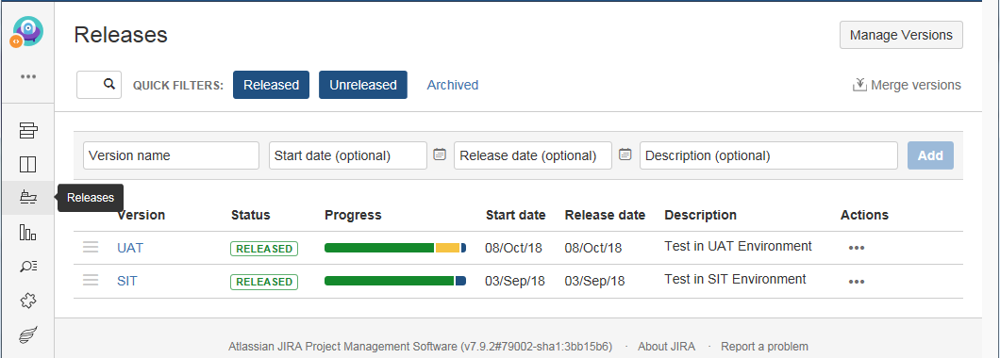 Releases
Manage Versions
QUICK FILTERS: Released Unreleased Archived Merge versions
Version name Start date (optional) Release date (optional) Description (optional) Add
Releases
Version Status Progress Start date Release date Description Actions
UAT RELEASED 08/Oct/18 08/Oct/18 Test in UAT Environment
SIT RELEASED 03/Sep/18 03/Sep/18 Test in SIT Environment
Atlassian JIRA Project Management Software (v7.9.2#79002-sha1:3bb15b6) · About JIRA · Report a problem